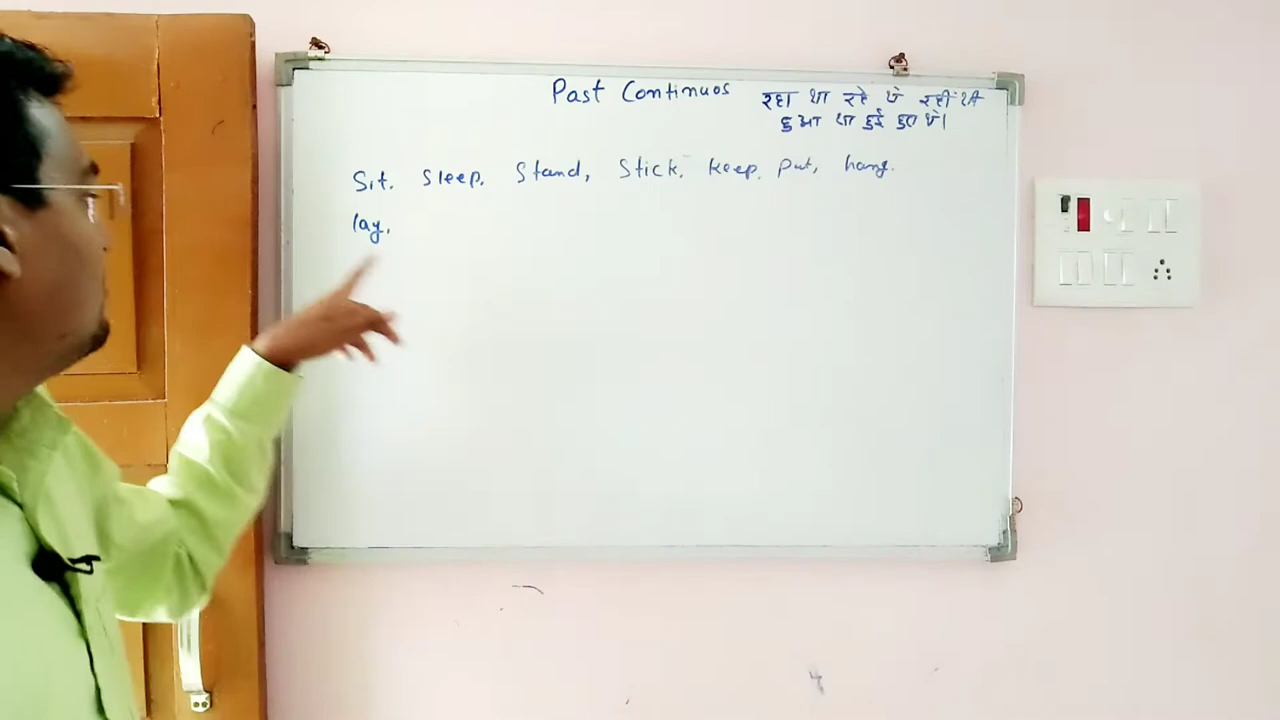 Past Continuos रहा था रहे थे रही थी
हुआ था हुई हुए थे।
Sit, Sleep, Stand, Stick, keep, put, hang.
lay,